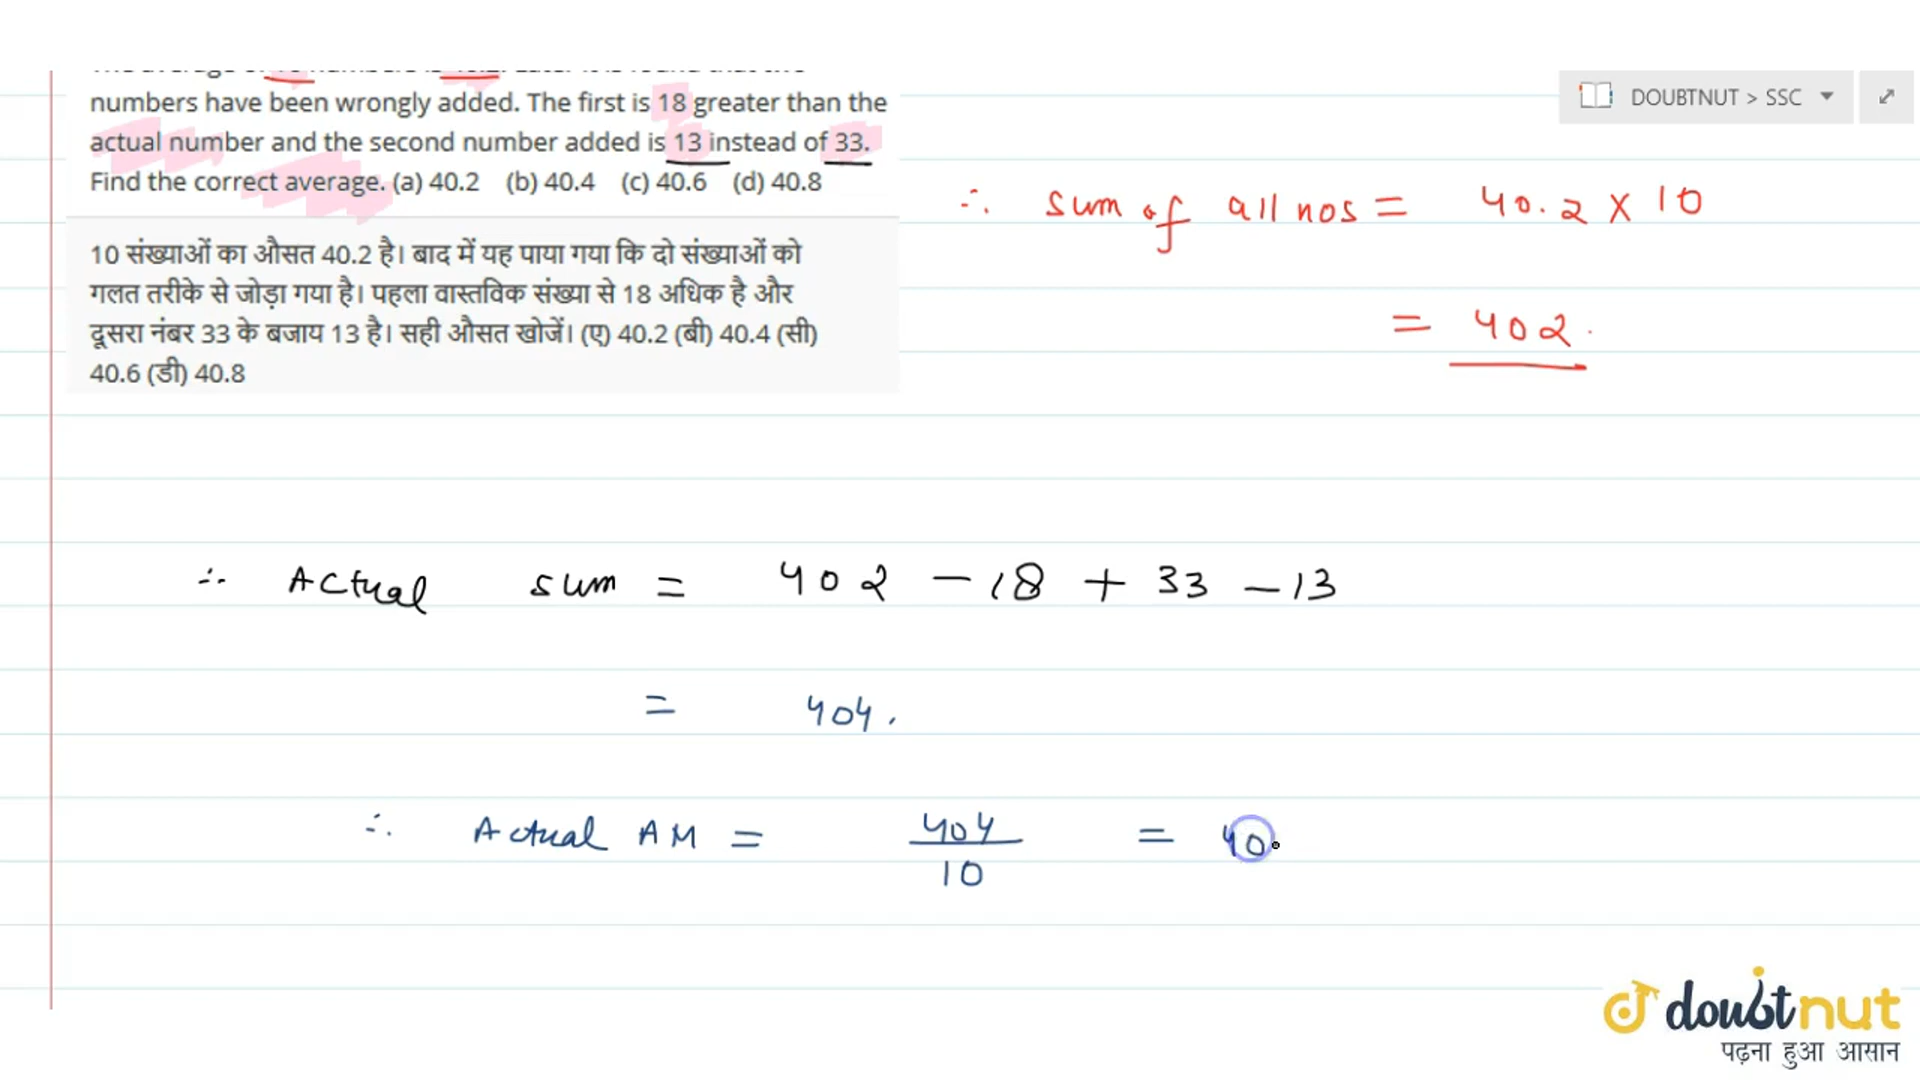 numbers have been wrongly added. The first is 18 greater than the
actual number and the second number added is 13 instead of 33.
Find the correct average. (a) 40.2 (b) 40.4 (c) 40.6 (d) 40.8
10 संख्याओं का औसत 40.2 है। बाद में यह पाया गया कि दो संख्याओं को
गलत तरीके से जोड़ा गया है। पहला वास्तविक संख्या से 18 अधिक है और
दूसरा नंबर 33 के बजाय 13 है। सही औसत खोजें। (ए) 40.2 (बी) 40.4 (सी)
40.6 (डी) 40.8
DOUBTNUT > SSC
∴ sum of all nos = 40.2 x 10
= 402.
∴ Actual sum = 402 - 18 + 33 - 13
= 404.
∴ Actual AM = 404/10 = 40.
doubtnut
पढ़ना हुआ आसान